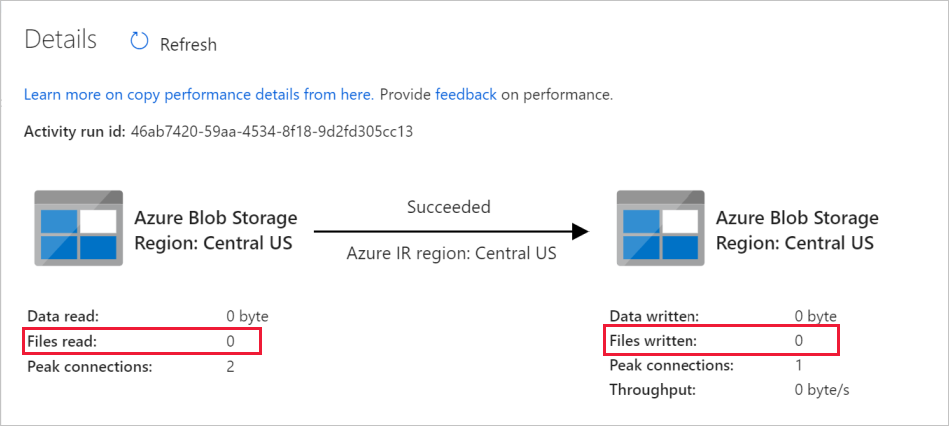 Details Refresh
Learn more on copy performance details from here. Provide feedback on performance.
Activity run id: 46ab7420-59aa-4534-8f18-9d2fd305cc13
Azure Blob Storage
Region: Central US
Succeeded
Azure IR region: Central US
Azure Blob Storage
Region: Central US
Data read: 0 byte
Files read: 0
Peak connections: 2
Data written: 0 byte
Files written: 0
Peak connections: 1
Throughput: 0 byte/s